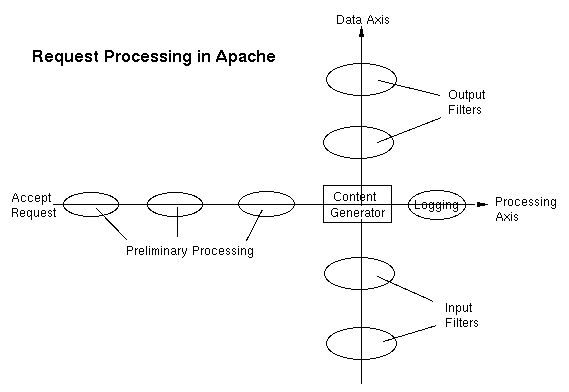 Data Axis
Request Processing in Apache
Output
Filters
Accept
Request
Content
Generator
Logging
Processing
Axis
Preliminary Processing
Input
Filters